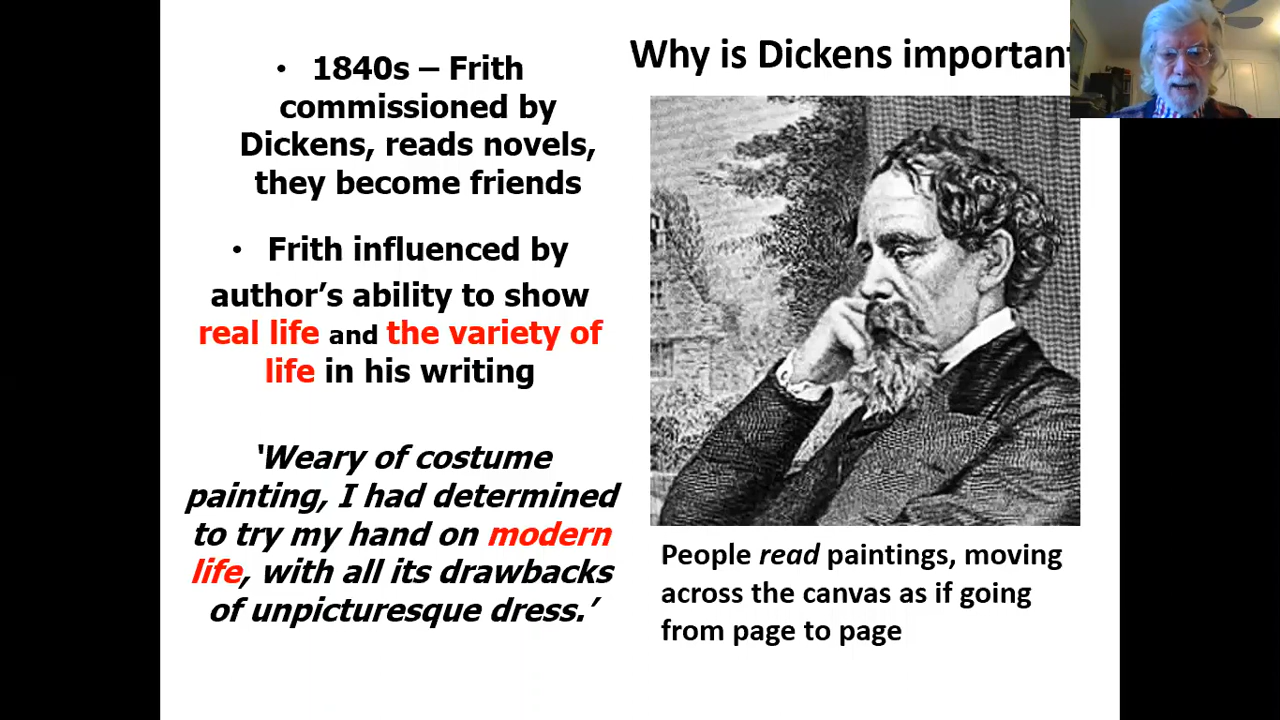 Why is Dickens important
• 1840s – Frith
commissioned by
Dickens, reads novels,
they become friends
• Frith influenced by
author’s ability to show
real life and the variety of
life in his writing
‘Weary of costume
painting, I had determined
to try my hand on modern
life, with all its drawbacks
of unpicturesque dress.’
People read paintings, moving
across the canvas as if going
from page to page